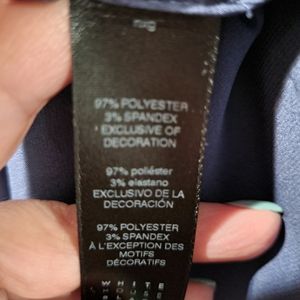 97% POLYESTER
3% SPANDEX
EXCLUSIVE OF
DECORATION
97% poliéster
3% elastano
EXCLUSIVO DE LA
DECORACIÓN
97% POLYESTER
3% SPANDEX
À L'EXCEPTION DES
MOTIFS
DÉCORATIFS
WHITE
HOUSE